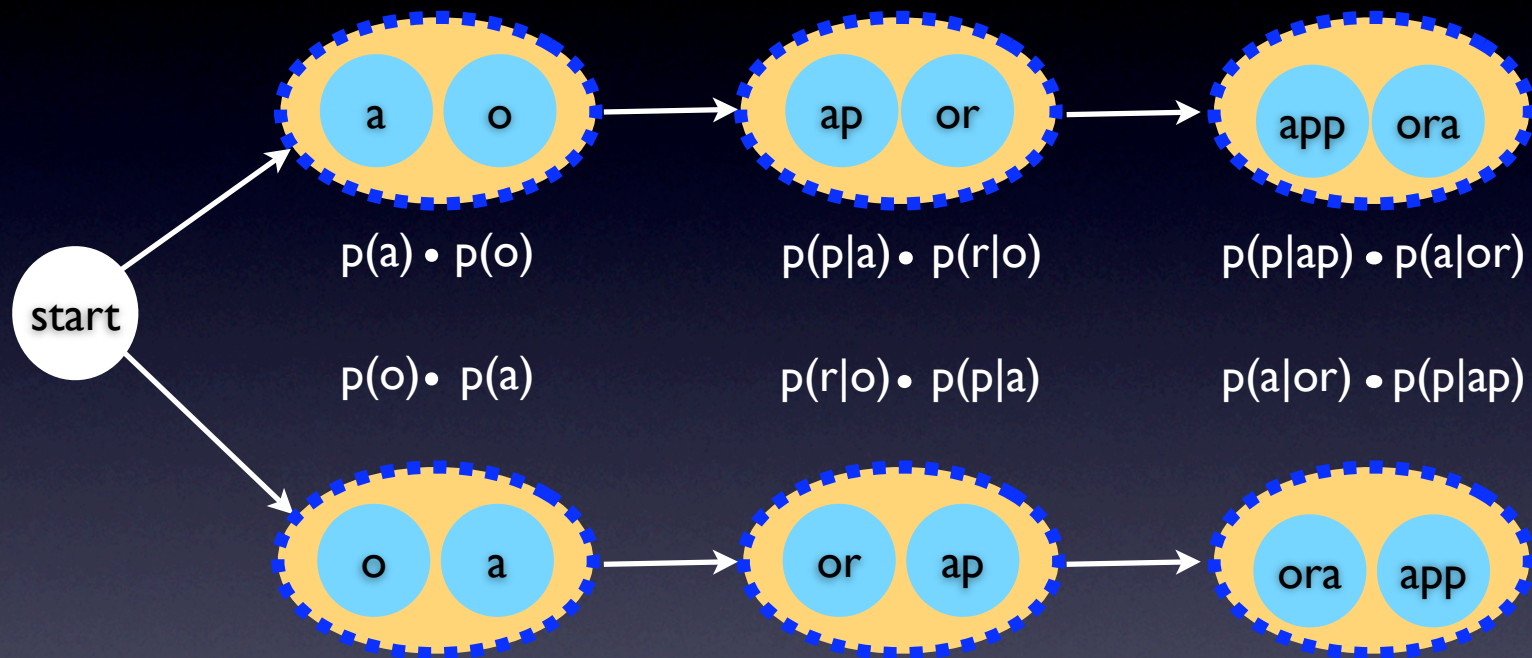 a o ap or app ora
p(a) • p(o) p(p|a) • p(r|o) p(p|ap) • p(a|or)
start
p(o) • p(a) p(r|o) • p(p|a) p(a|or) • p(p|ap)
o a or ap ora app